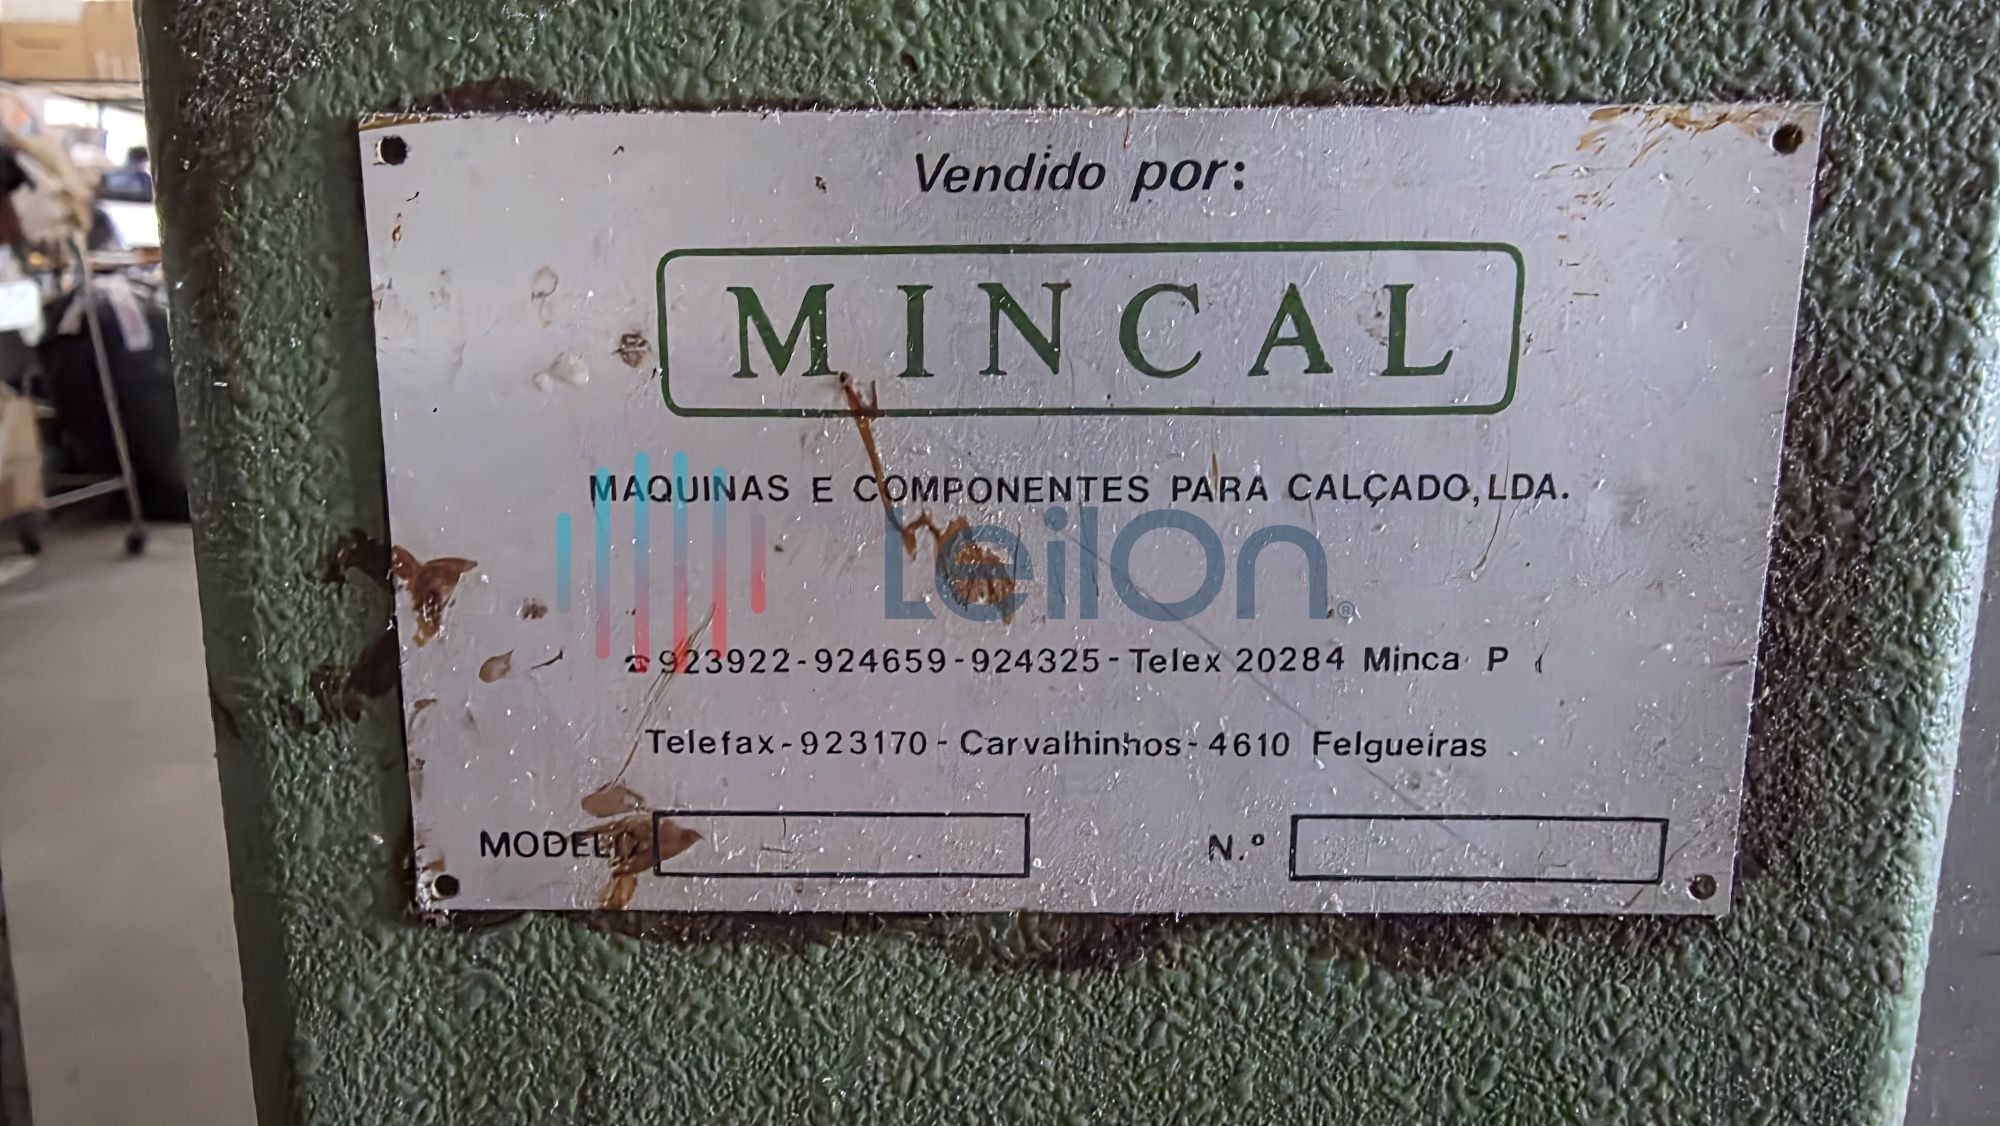 Vendido por:
MINCAL
MAQUINAS E COMPONENTES PARA CALÇADO, LDA.
LeilOn®
☎923922-924659-924325-Telex 20284 Minca P
Telefax-923170-Carvalhinhos-4610 Felgueiras
MODELO N.º